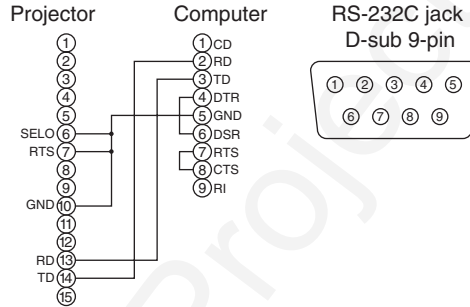 Projector Computer RS-232C jack
D-sub 9-pin
1 1 CD
2 2 RD
3 3 TD
4 4 DTR
5 5 GND
SELO 6 6 DSR
RTS 7 7 RTS
8 8 CTS
9 9 RI
GND 10
11
12
RD 13
TD 14
15
1 2 3 4 5
6 7 8 9
Project